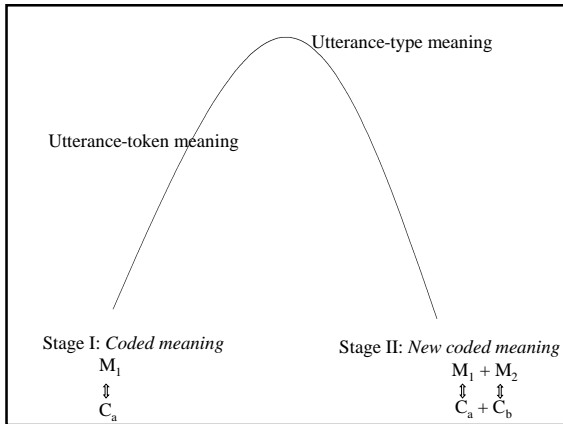 Utterance-type meaning
Utterance-token meaning
Stage I: Coded meaning
M₁
⇕
Cₐ
Stage II: New coded meaning
M₁ + M₂
⇕ ⇕
Cₐ + C_b